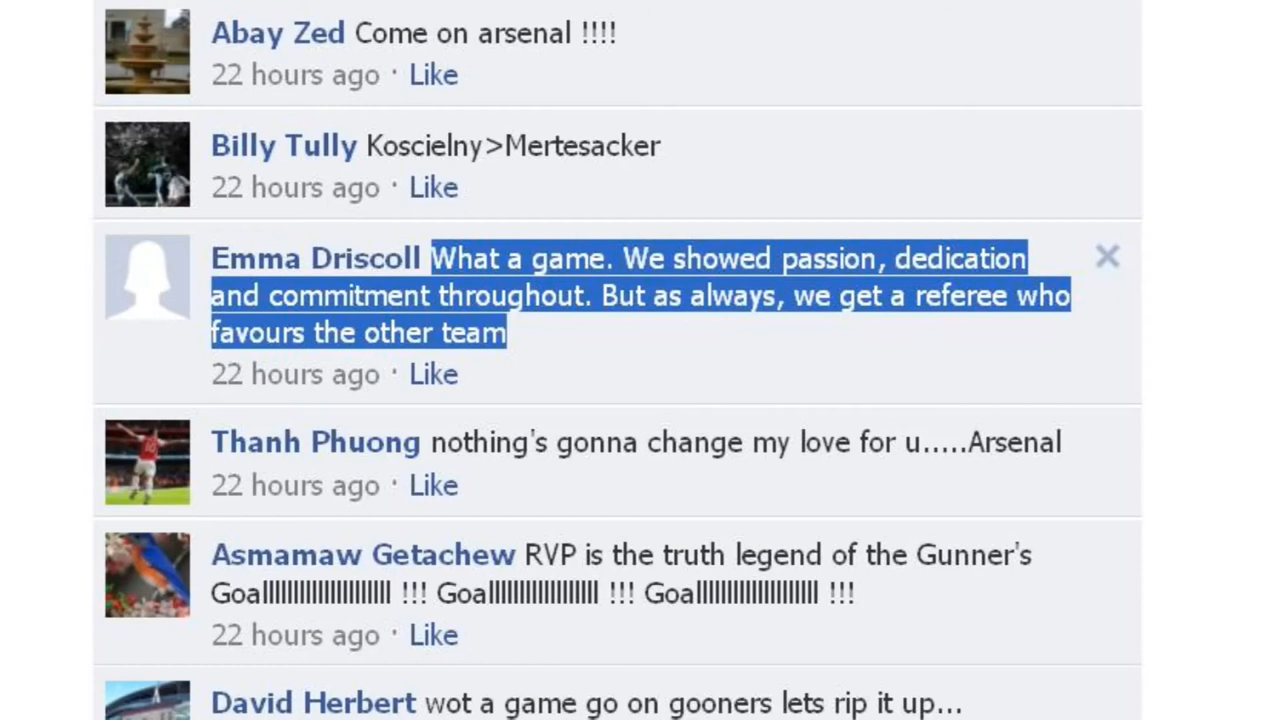 Abay Zed Come on arsenal !!!!
22 hours ago · Like
Billy Tully Koscielny>Mertesacker
22 hours ago · Like
Emma Driscoll What a game. We showed passion, dedication
and commitment throughout. But as always, we get a referee who
favours the other team
22 hours ago · Like
Thanh Phuong nothing's gonna change my love for u.....Arsenal
22 hours ago · Like
Asmamaw Getachew RVP is the truth legend of the Gunner's
Goalllllllllllllllllllll !!! Goallllllllllllllllll !!! Goalllllllllllllllllll !!!
22 hours ago · Like
David Herbert wot a game go on gooners lets rip it up...